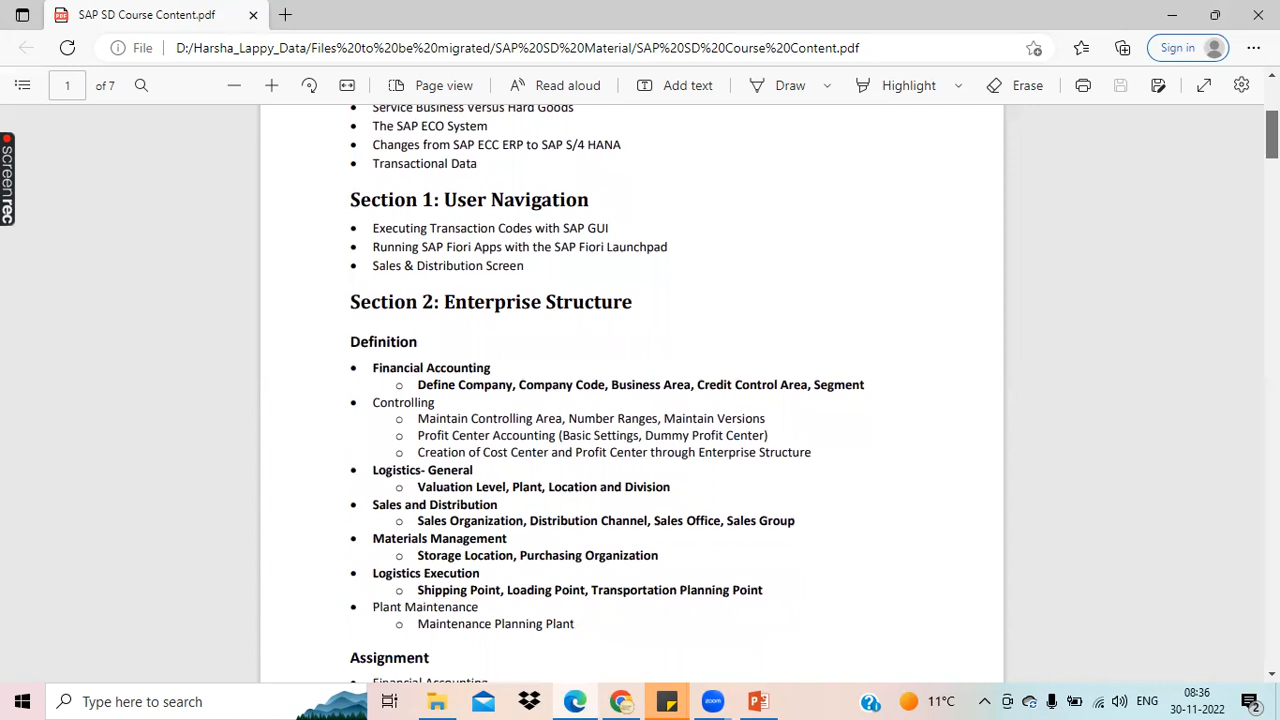 SAP SD Course Content.pdf
File D:/Harsha_Lappy_Data/Files%20to%20be%20migrated/SAP%20SD%20Material/SAP%20SD%20Course%20Content.pdf Sign in
1 of 7 Page view Read aloud Add text Draw Highlight Erase
Service Business Versus Hard Goods
• The SAP ECO System
• Changes from SAP ECC ERP to SAP S/4 HANA
• Transactional Data
Section 1: User Navigation
• Executing Transaction Codes with SAP GUI
• Running SAP Fiori Apps with the SAP Fiori Launchpad
• Sales & Distribution Screen
Section 2: Enterprise Structure
Definition
• Financial Accounting
o Define Company, Company Code, Business Area, Credit Control Area, Segment
• Controlling
o Maintain Controlling Area, Number Ranges, Maintain Versions
o Profit Center Accounting (Basic Settings, Dummy Profit Center)
o Creation of Cost Center and Profit Center through Enterprise Structure
• Logistics- General
o Valuation Level, Plant, Location and Division
• Sales and Distribution
o Sales Organization, Distribution Channel, Sales Office, Sales Group
• Materials Management
o Storage Location, Purchasing Organization
• Logistics Execution
o Shipping Point, Loading Point, Transportation Planning Point
• Plant Maintenance
o Maintenance Planning Plant
Assignment
Financial Accounting
screenrec
Type here to search
zoom
11°C ENG 08:36
30-11-2022
2